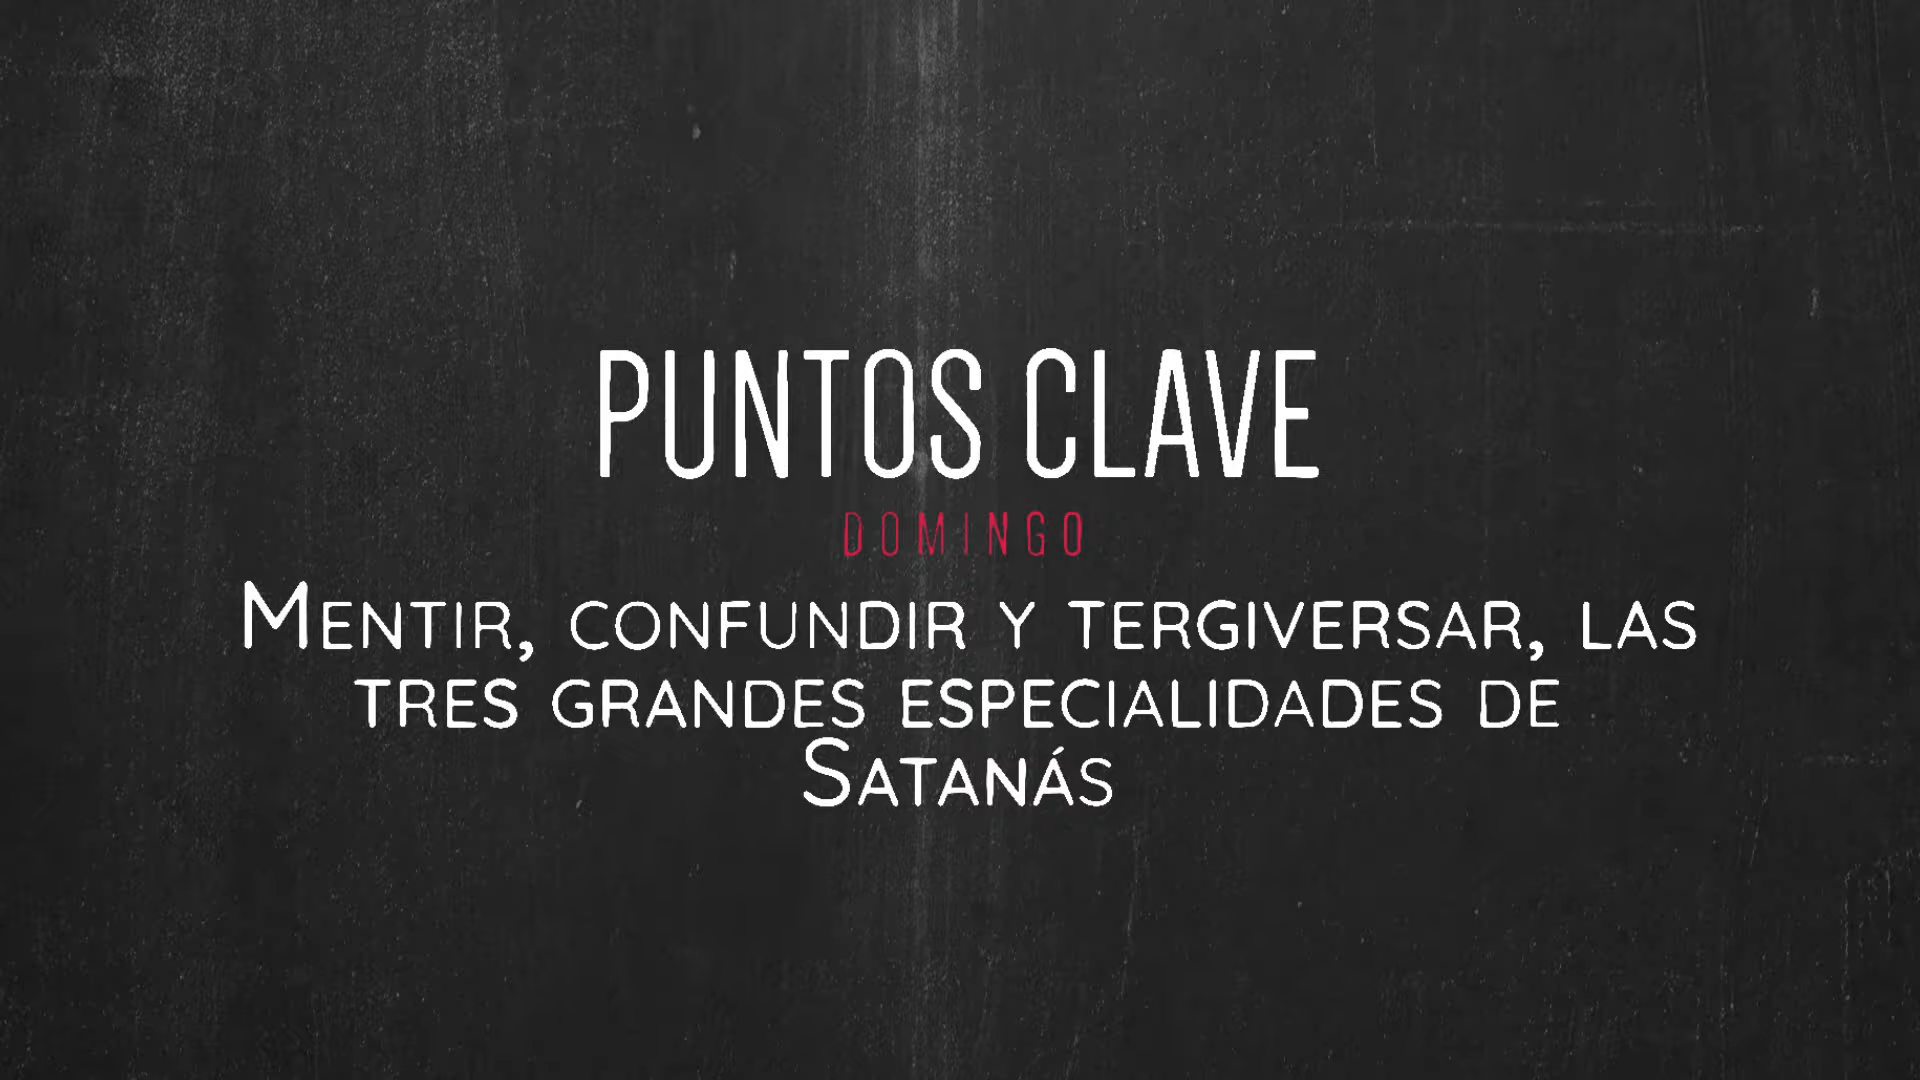 PUNTOS CLAVE
DOMINGO
Mentir, confundir y tergiversar, las
tres grandes especialidades de
Satanás